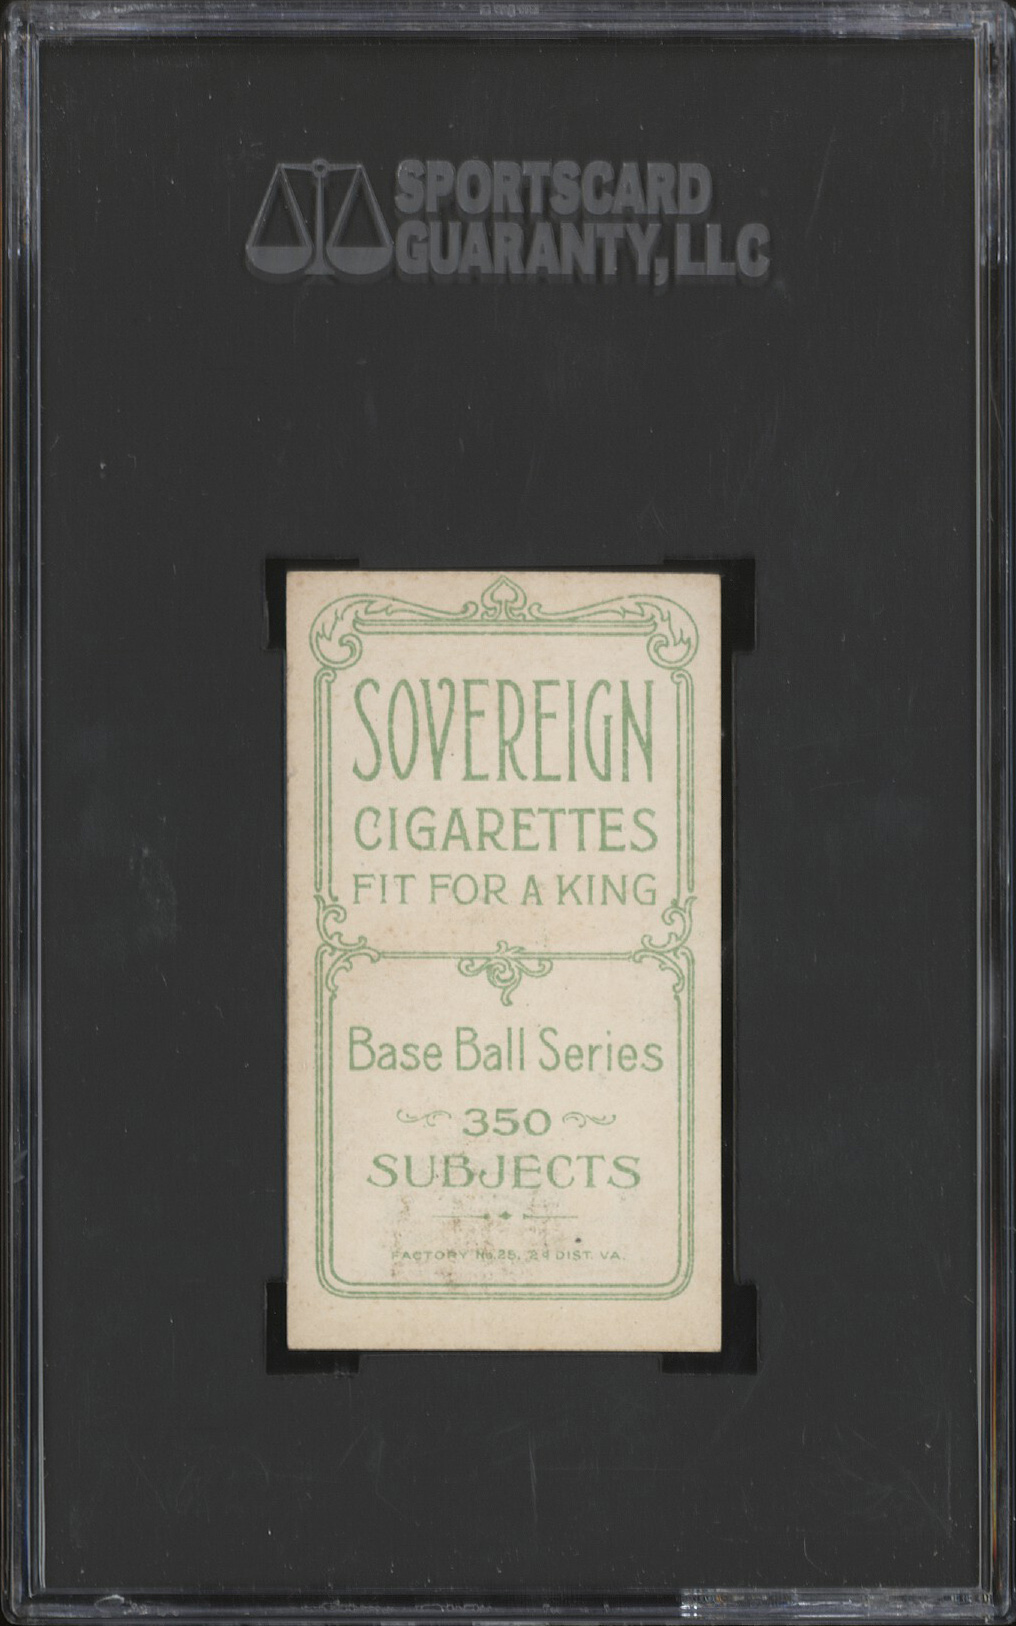 SPORTSCARD
GUARANTY, LLC
SOVEREIGN
CIGARETTES
FIT FOR A KING
Base Ball Series
350
SUBJECTS
FACTORY No. 25, 2d DIST. VA.